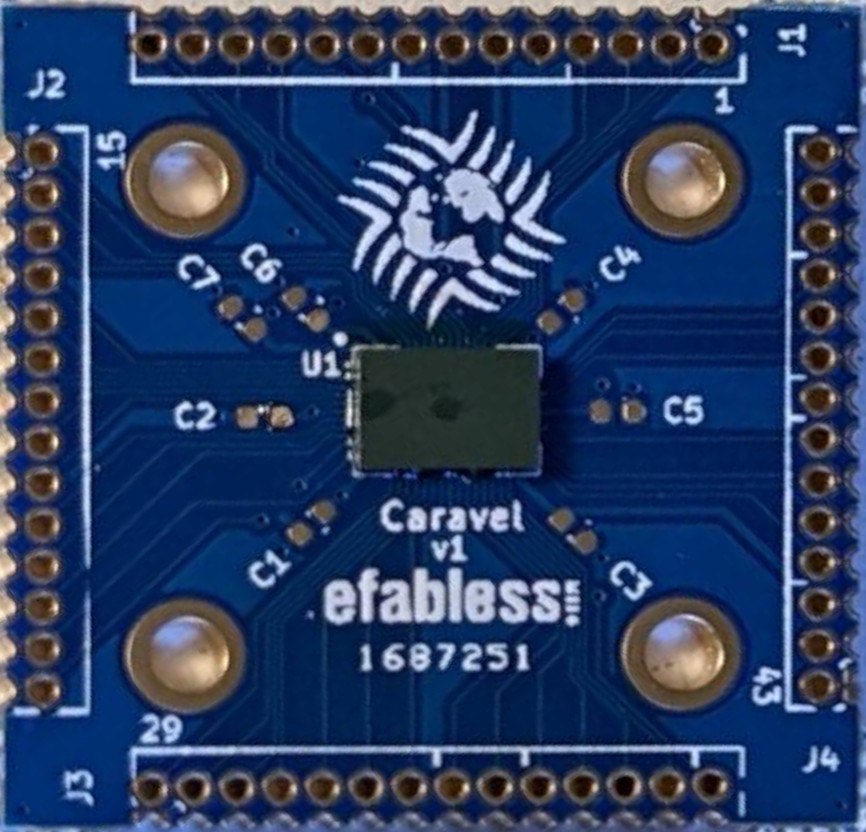 J1
J2
1
15
C7
C6
C4
U1
C2
C5
Caravel
v1
C1
C3
efabless
1687251
43
29
J3
J4